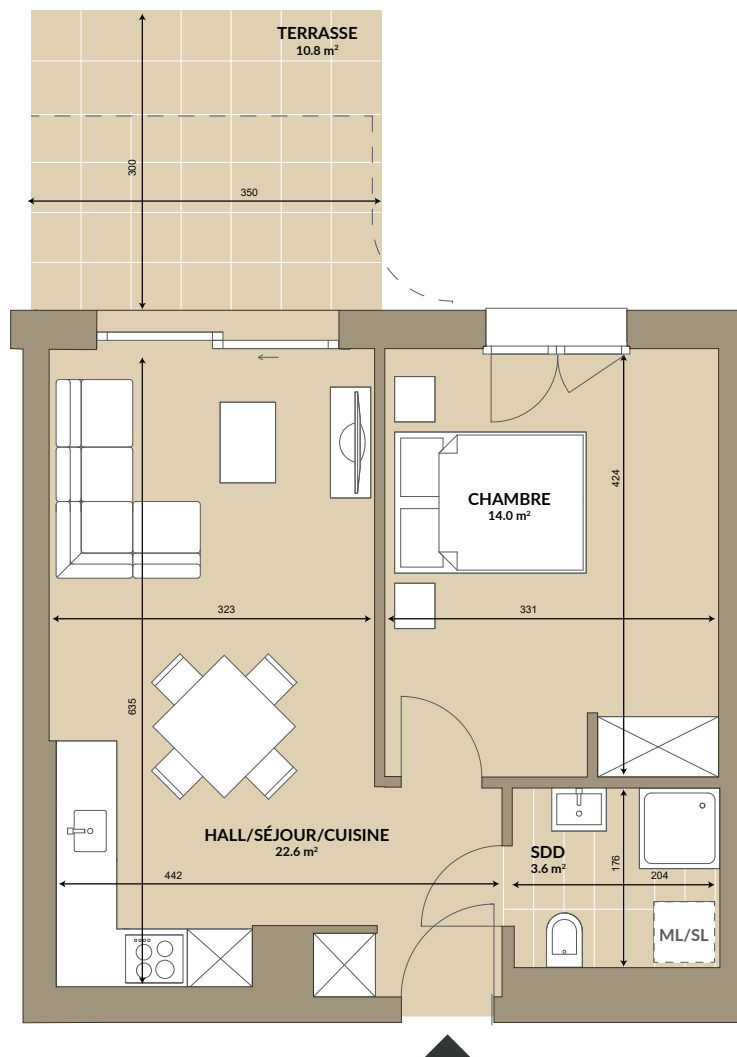 TERRASSE
10.8 m²
300
350
424
CHAMBRE
14.0 m²
323
331
635
HALL/SÉJOUR/CUISINE
22.6 m²
442
SDD
3.6 m²
176
204
ML/SL